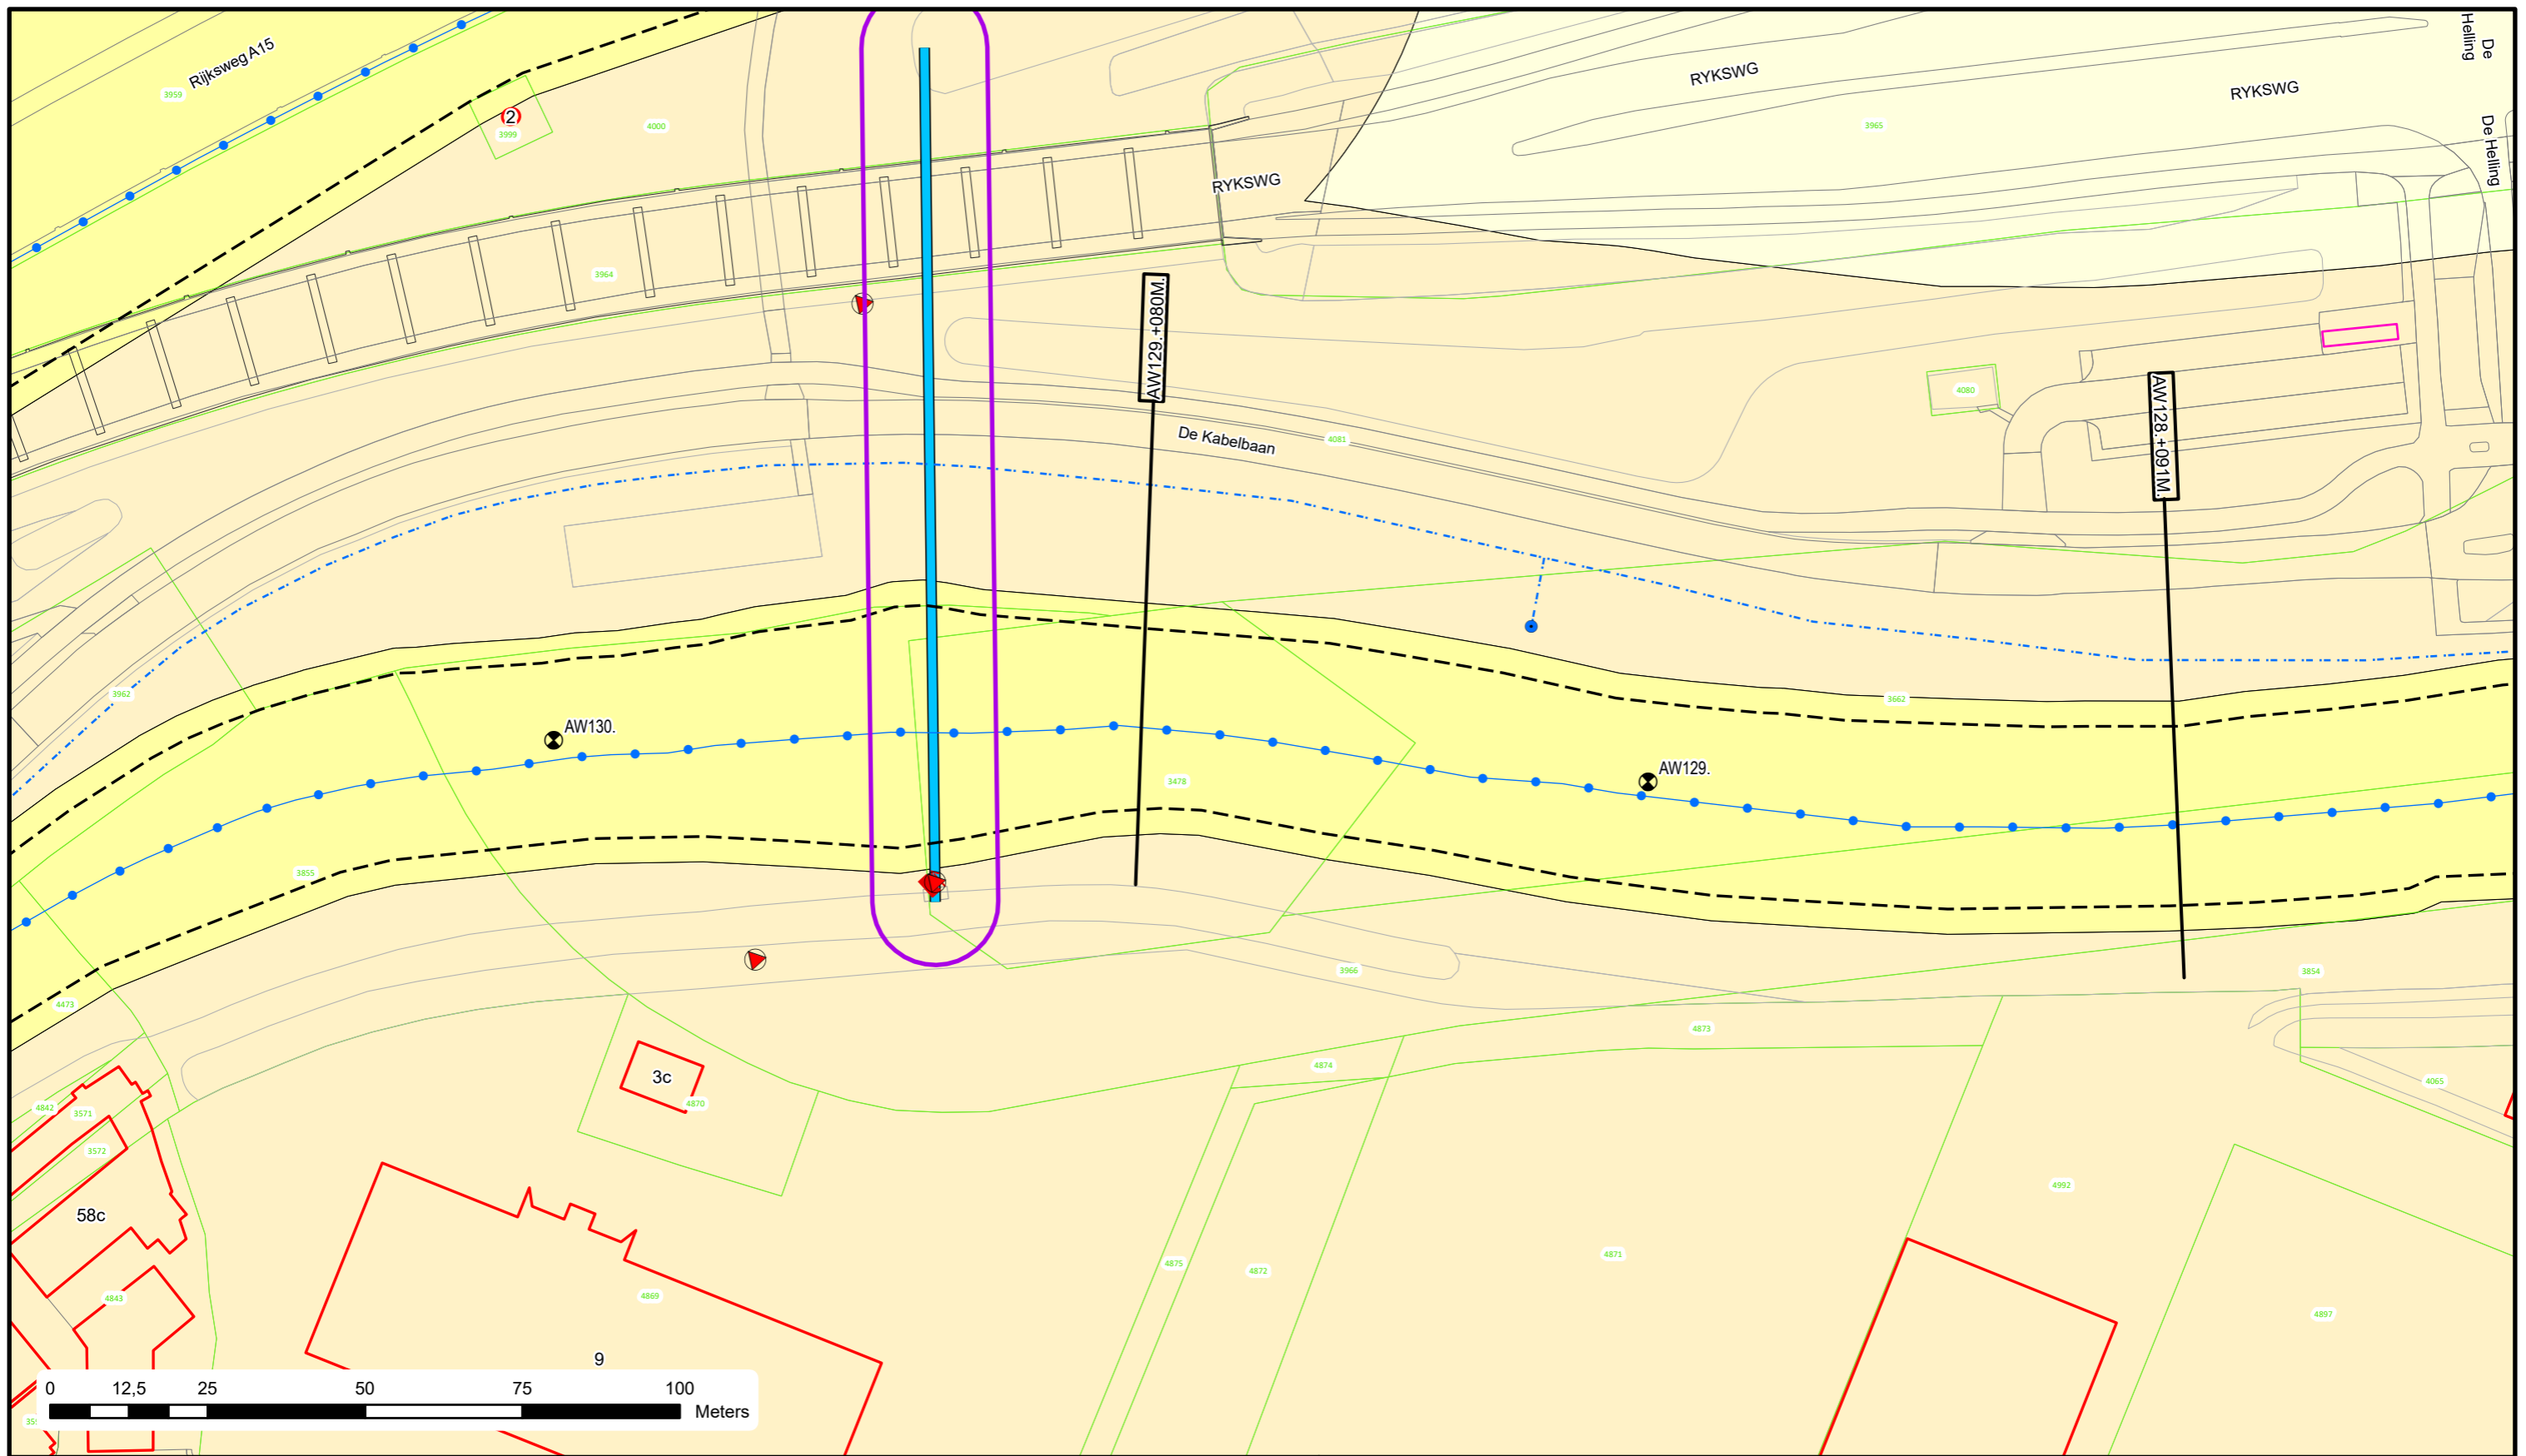 Rijksweg A15
3959
2
3999
4000
RYKSWG
3965
RYKSWG
De
Helling
De Helling
RYKSWG
3964
AW129.+080M.
4080
AW128.+091M.
De Kabelbaan
4081
3962
3662
AW130.
AW129.
3478
3855
3966
3854
4473
4873
4874
4065
3c
4870
4842
3571
3572
4992
58c
4875
4872
4871
4843
4869
4897
9
0 12,5 25 50 75 100
Meters